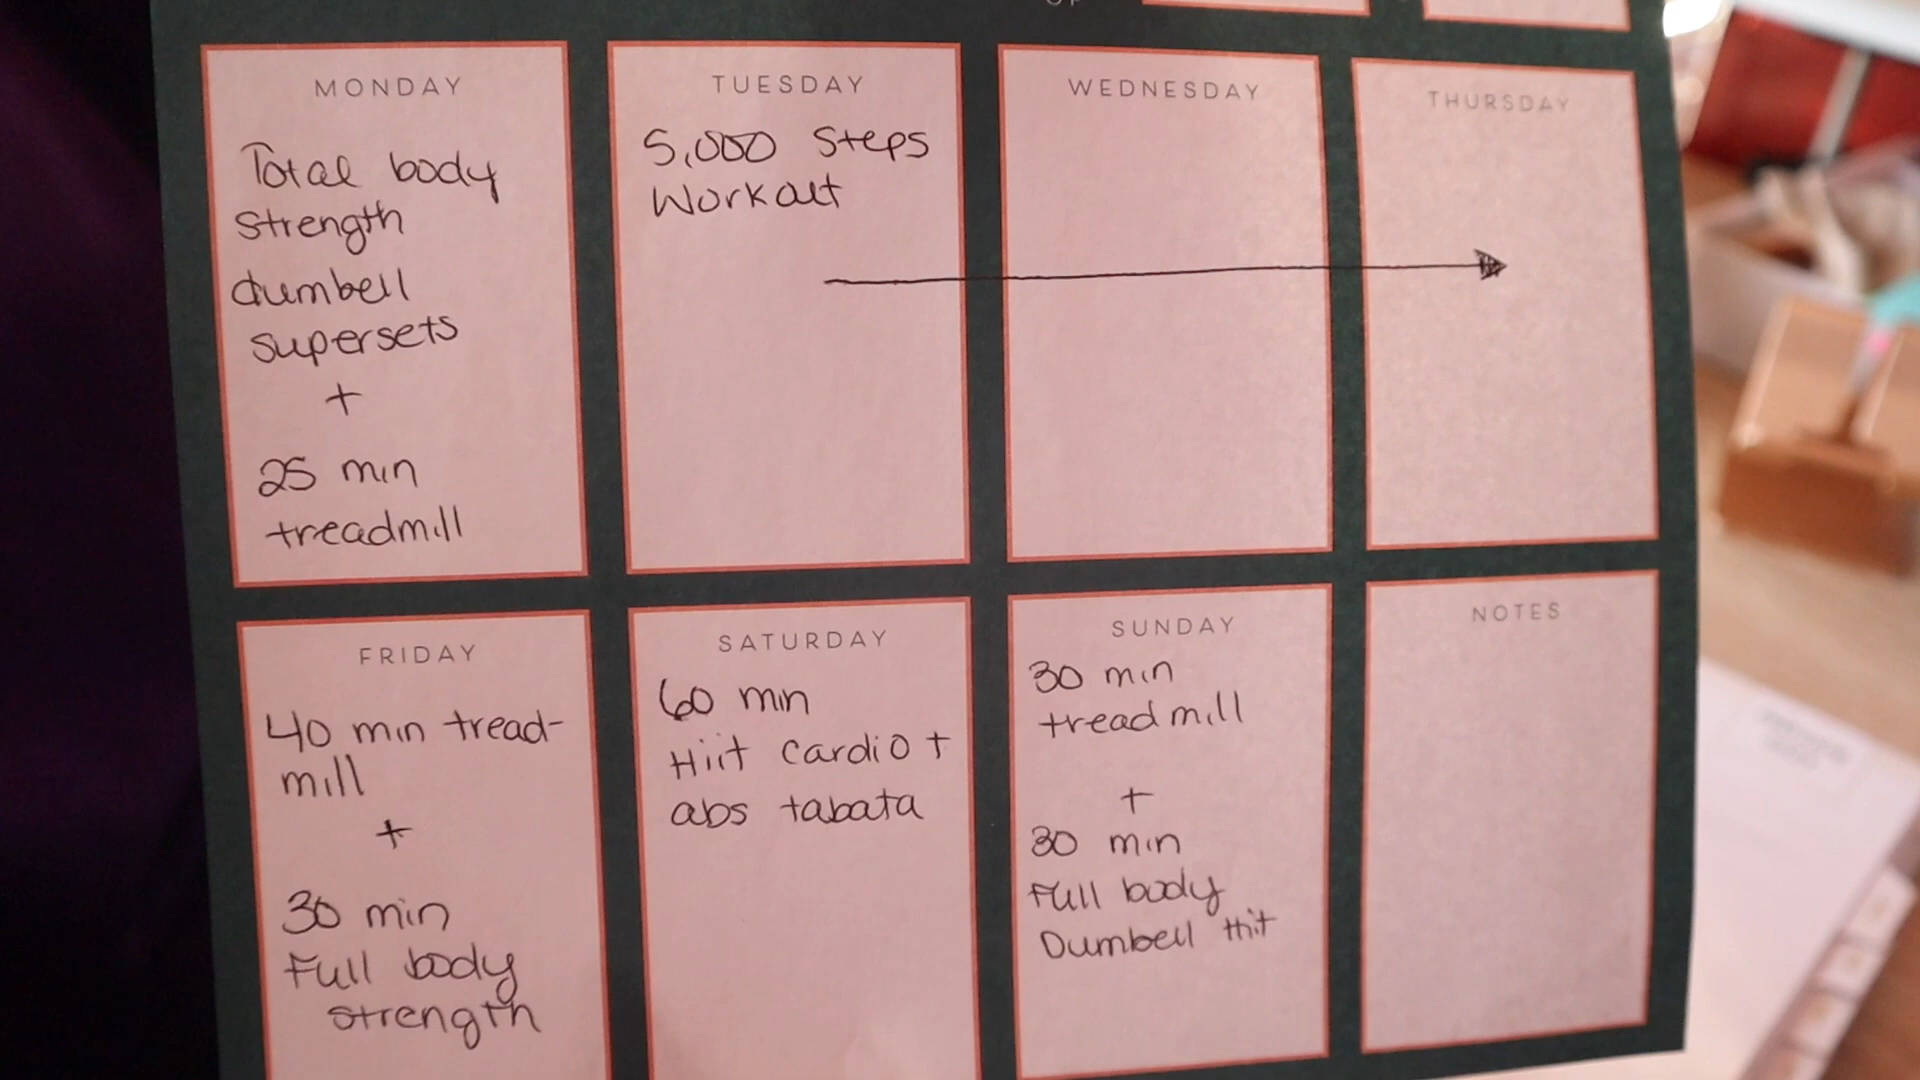 MONDAY
Total body
strength
dumbell
supersets
+
25 min
treadmill
TUESDAY
5,000 Steps
Workout
WEDNESDAY
THURSDAY
FRIDAY
40 min tread-
mill
+
30 min
Full body
strength
SATURDAY
60 min
Hiit cardio +
abs tabata
SUNDAY
30 min
treadmill
+
30 min
Full body
Dumbell Hiit
NOTES